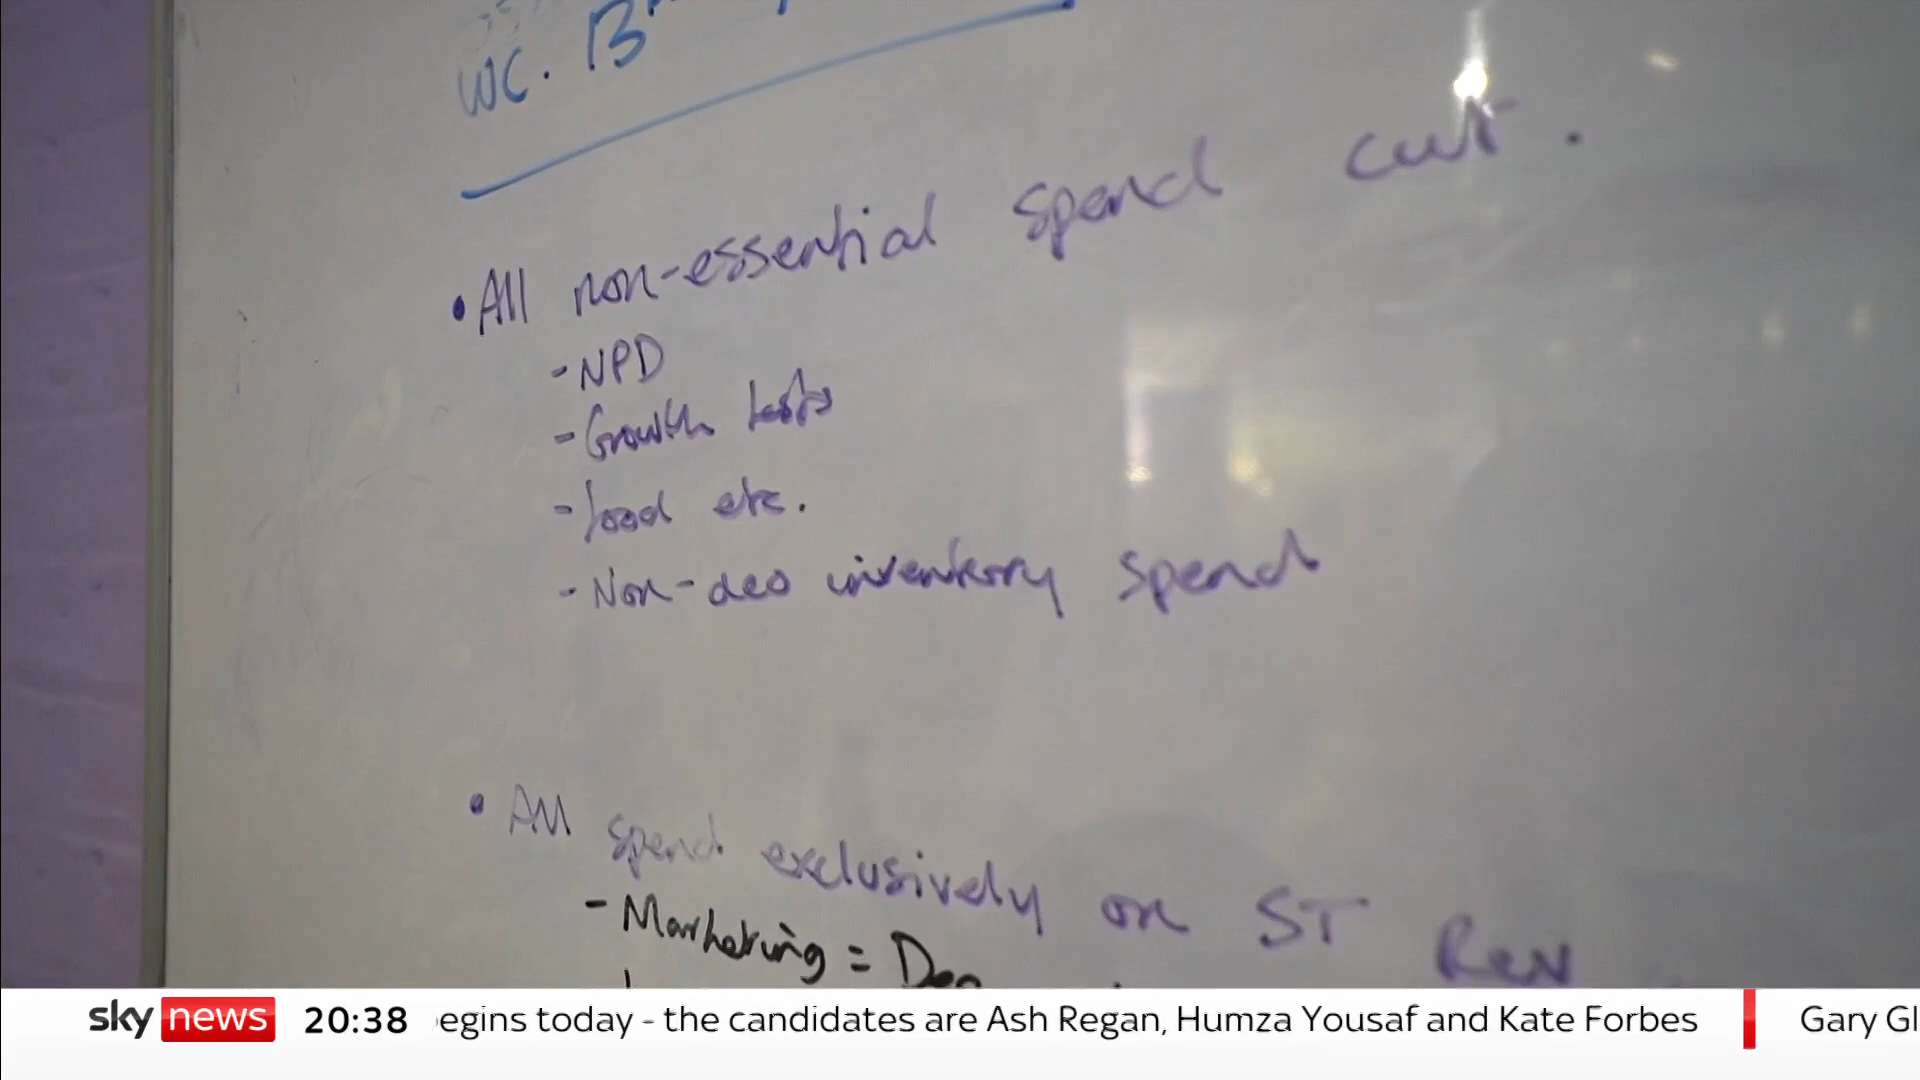 WC. 13
• All non-essential spend cut.
- NPD
- Growth tests
- food etc.
- Non-deo inventory spend
• All spend exclusively on ST Rev
- Marketing = Deo
sky news 20:38 egins today - the candidates are Ash Regan, Humza Yousaf and Kate Forbes Gary Gl